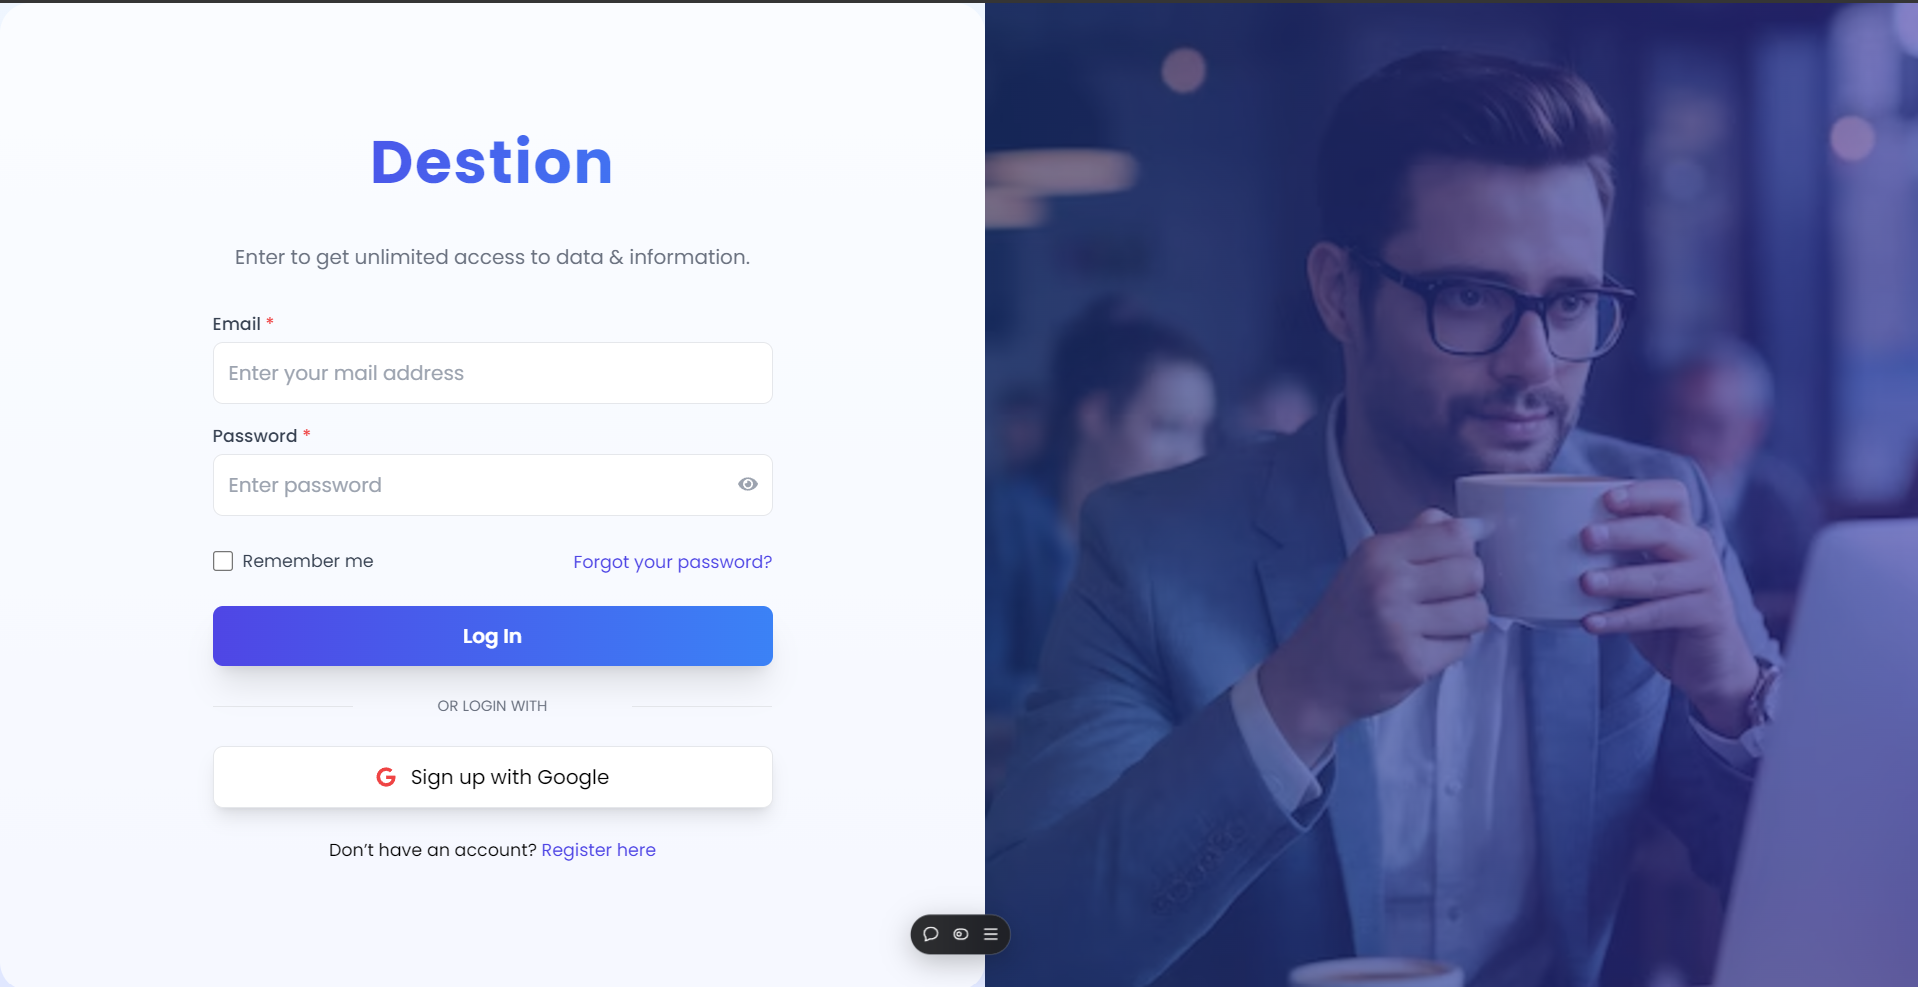 Destion
Enter to get unlimited access to data & information.
Email *
Enter your mail address
Password *
Enter password
Remember me
Forgot your password?
Log In
OR LOGIN WITH
Sign up with Google
Don’t have an account? Register here